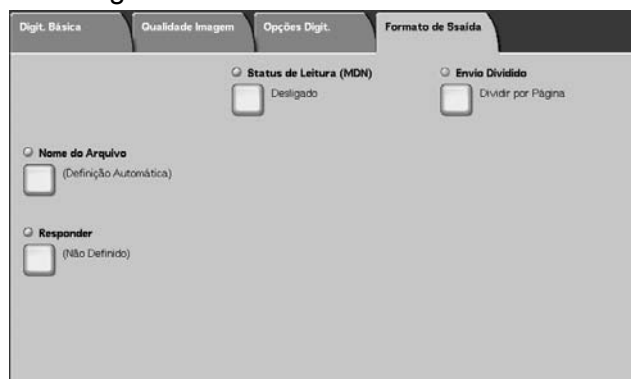 Digit. Básica
Qualidade Imagem
Opções Digit.
Formato de Ssaída
Status de Leitura (MDN)
Desligado
Envio Dividido
Dividir por Página
Nome do Arquivo
(Definição Automática)
Responder
(Não Definido)